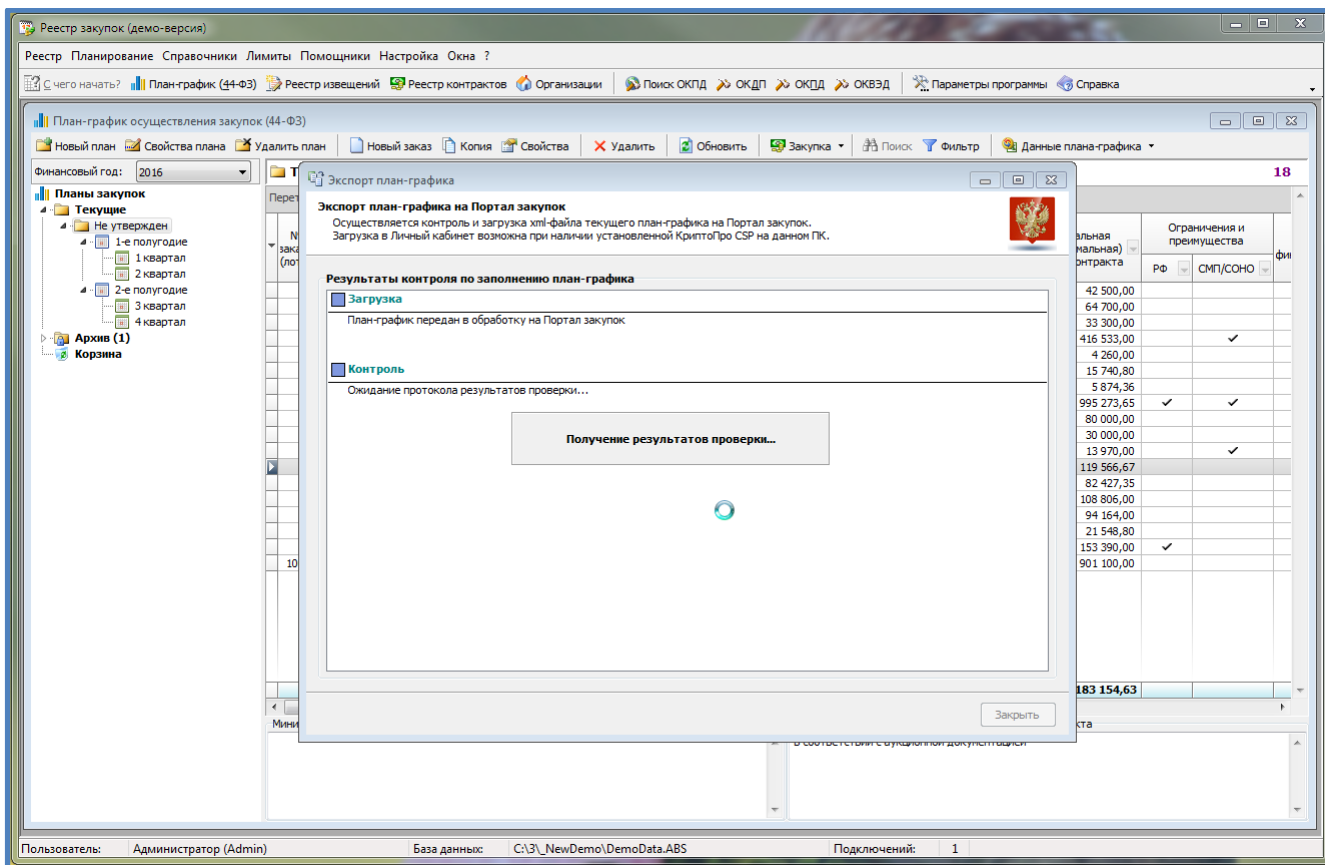 Реестр закупок (демо-версия)
Реестр Планирование Справочники Лимиты Помощники Настройка Окна ?
С чего начать? План-график (44-ФЗ) Реестр извещений Реестр контрактов Организации Поиск ОКПД ОКДП ОКПД ОКВЭД Параметры программы Справка
План-график осуществления закупок (44-ФЗ)
Новый план Свойства плана Удалить план Новый заказ Копия Свойства Удалить Обновить Закупка Поиск Фильтр Данные плана-графика
Финансовый год: 2016
18
Планы закупок
Текущие
Не утвержден
1-е полугодие
1 квартал
2 квартал
2-е полугодие
3 квартал
4 квартал
Архив (1)
Корзина
Экспорт план-графика
Экспорт план-графика на Портал закупок
Осуществляется контроль и загрузка xml-файла текущего план-графика на Портал закупок.
Загрузка в Личный кабинет возможна при наличии установленной КриптоПро CSP на данном ПК.
Результаты контроля по заполнению план-графика
Загрузка
План-график передан в обработку на Портал закупок
Контроль
Ожидание протокола результатов проверки...
Получение результатов проверки...
Закрыть
Ограничения и
преимущества
РФ СМП/СОНО
42 500,00
64 700,00
33 300,00
416 533,00
4 260,00
15 740,80
5 874,36
995 273,65
80 000,00
30 000,00
13 970,00
119 566,67
82 427,35
108 806,00
94 164,00
21 548,80
153 390,00
10
901 100,00
183 154,63
В соответствии с аукционной документацией
Пользователь: Администратор (Admin) База данных: C:\3\_NewDemo\DemoData.ABS Подключений: 1